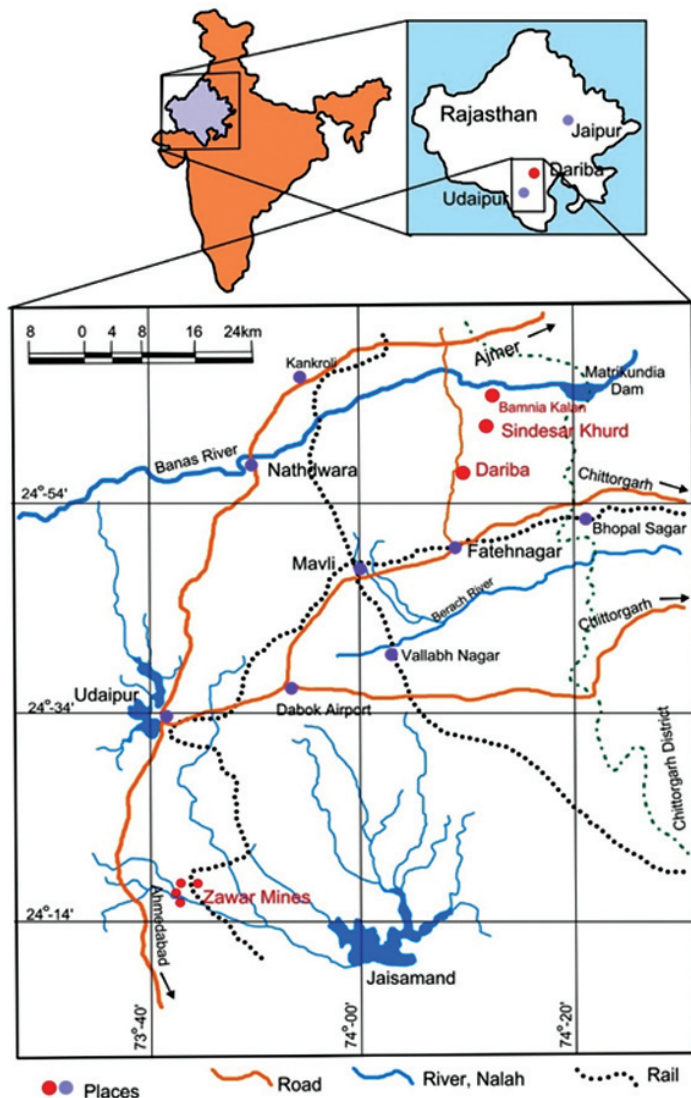 Rajasthan
Jaipur
Dariba
Udaipur
8 0 4 8 16 24km
Ajmer
Kankroli
Matrikundia
Dam
Bamnia Kalan
Sindesar Khurd
Banas River
Nathdwara
Dariba
Chittorgarh
24°-54'
Bhopal Sagar
Fatehnagar
Mavli
Berach River
Chittorgarh
Vallabh Nagar
Udaipur
Dabok Airport
24°-34'
Chittorgarh District
Zawar Mines
Ahmedabad
24°-14'
Jaisamand
73°-40'
74°-00'
74°-20'
Places Road River, Nalah Rail